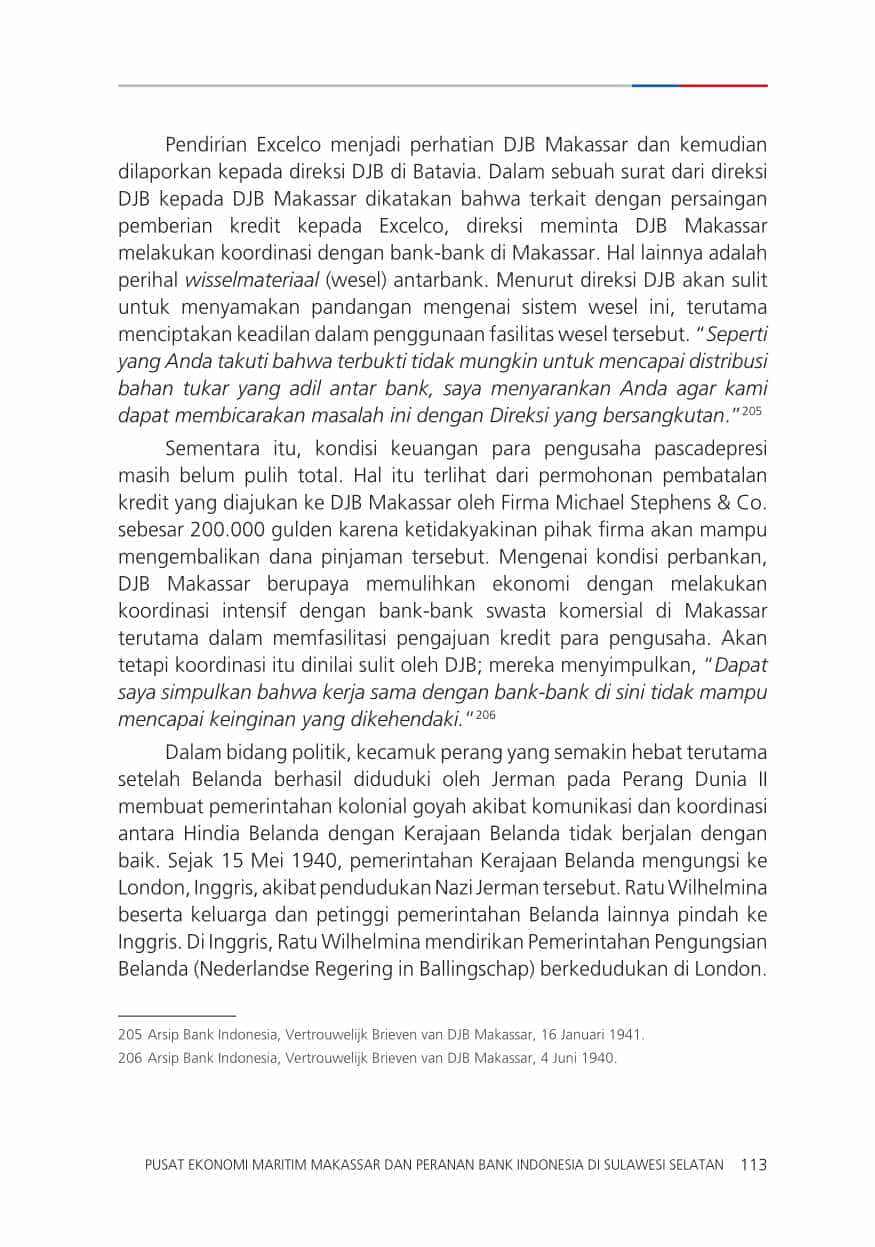 Pendirian Excelco menjadi perhatian DJB Makassar dan kemudian
dilaporkan kepada direksi DJB di Batavia. Dalam sebuah surat dari direksi
DJB kepada DJB Makassar dikatakan bahwa terkait dengan persaingan
pemberian kredit kepada Excelco, direksi meminta DJB Makassar
melakukan koordinasi dengan bank-bank di Makassar. Hal lainnya adalah
perihal wisselmateriaal (wesel) antarbank. Menurut direksi DJB akan sulit
untuk menyamakan pandangan mengenai sistem wesel ini, terutama
menciptakan keadilan dalam penggunaan fasilitas wesel tersebut. “Seperti
yang Anda takuti bahwa terbukti tidak mungkin untuk mencapai distribusi
bahan tukar yang adil antar bank, saya menyarankan Anda agar kami
dapat membicarakan masalah ini dengan Direksi yang bersangkutan.”205
Sementara itu, kondisi keuangan para pengusaha pascadepresi
masih belum pulih total. Hal itu terlihat dari permohonan pembatalan
kredit yang diajukan ke DJB Makassar oleh Firma Michael Stephens & Co.
sebesar 200.000 gulden karena ketidakyakinan pihak firma akan mampu
mengembalikan dana pinjaman tersebut. Mengenai kondisi perbankan,
DJB Makassar berupaya memulihkan ekonomi dengan melakukan
koordinasi intensif dengan bank-bank swasta komersial di Makassar
terutama dalam memfasilitasi pengajuan kredit para pengusaha. Akan
tetapi koordinasi itu dinilai sulit oleh DJB; mereka menyimpulkan, “Dapat
saya simpulkan bahwa kerja sama dengan bank-bank di sini tidak mampu
mencapai keinginan yang dikehendaki.“206
Dalam bidang politik, kecamuk perang yang semakin hebat terutama
setelah Belanda berhasil diduduki oleh Jerman pada Perang Dunia II
membuat pemerintahan kolonial goyah akibat komunikasi dan koordinasi
antara Hindia Belanda dengan Kerajaan Belanda tidak berjalan dengan
baik. Sejak 15 Mei 1940, pemerintahan Kerajaan Belanda mengungsi ke
London, Inggris, akibat pendudukan Nazi Jerman tersebut. Ratu Wilhelmina
beserta keluarga dan petinggi pemerintahan Belanda lainnya pindah ke
Inggris. Di Inggris, Ratu Wilhelmina mendirikan Pemerintahan Pengungsian
Belanda (Nederlandse Regering in Ballingschap) berkedudukan di London.
205 Arsip Bank Indonesia, Vertrouwelijk Brieven van DJB Makassar, 16 Januari 1941.
206 Arsip Bank Indonesia, Vertrouwelijk Brieven van DJB Makassar, 4 Juni 1940.
PUSAT EKONOMI MARITIM MAKASSAR DAN PERANAN BANK INDONESIA DI SULAWESI SELATAN 113